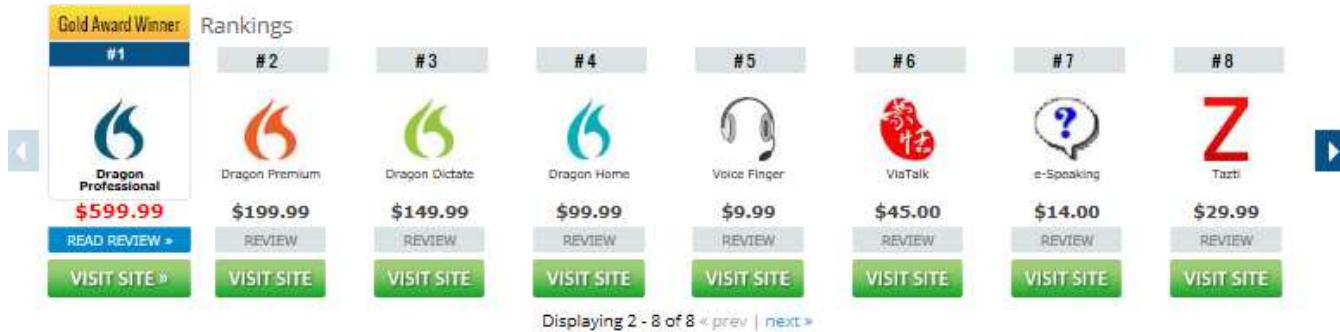 Gold Award Winner Rankings
#1 #2 #3 #4 #5 #6 #7 #8
? Z
Dragon Professional Dragon Premium Dragon Dictate Dragon Home Voice Finger ViaTalk e-Speaking Tazti
$599.99 $199.99 $149.99 $99.99 $9.99 $45.00 $14.00 $29.99
READ REVIEW » REVIEW REVIEW REVIEW REVIEW REVIEW REVIEW REVIEW
VISIT SITE » VISIT SITE VISIT SITE VISIT SITE VISIT SITE VISIT SITE VISIT SITE VISIT SITE
Displaying 2 - 8 of 8 « prev | next »